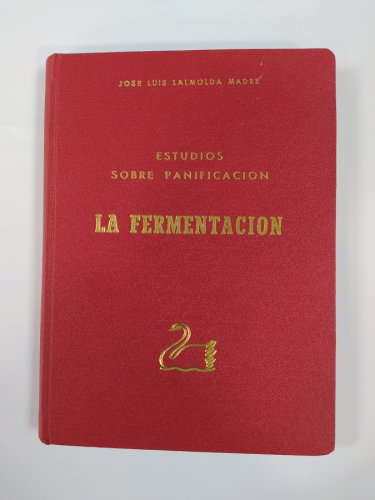 JOSE LUIS LALMOLDA MADRE
ESTUDIOS
SOBRE PANIFICACION
LA FERMENTACION